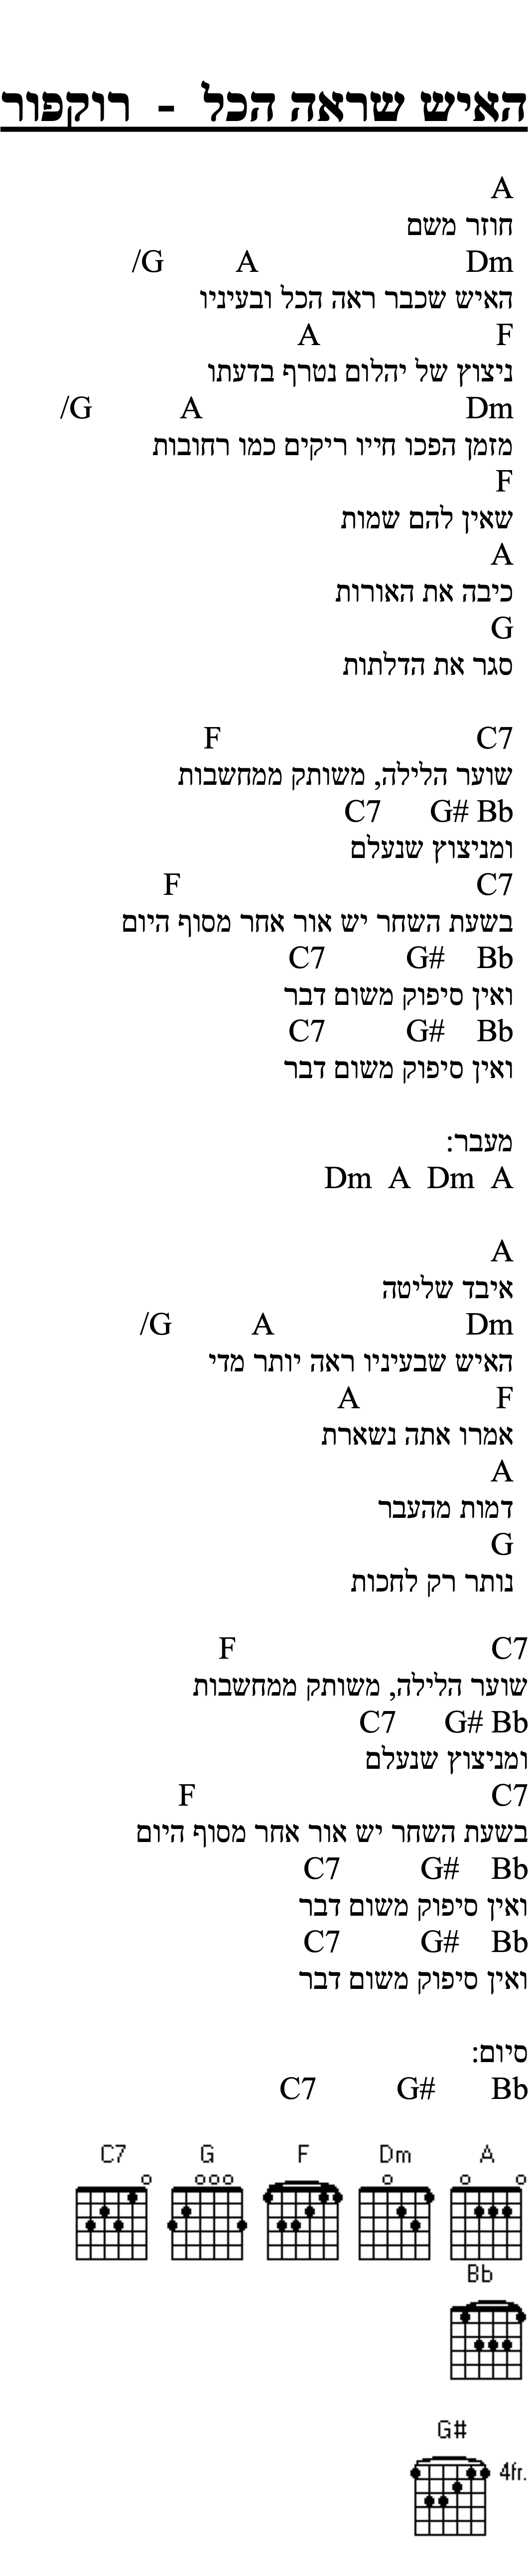 האיש שראה הכל - רוקפור
A
חוזר משם
Dm A /G
האיש שכבר ראה הכל ובעיניו
F A
ניצוץ של יהלום נטרף בדעתו
Dm A /G
מזמן הפכו חייו ריקים כמו רחובות
F
שאין להם שמות
A
כיבה את האורות
G
סגר את הדלתות
C7 F
שוער הלילה, משותק ממחשבות
Bb G# C7
ומניצוץ שנעלם
C7 F
בשעת השחר יש אור אחר מסוף היום
Bb G# C7
ואין סיפוק משום דבר
Bb G# C7
ואין סיפוק משום דבר
מעבר:
A Dm A Dm
A
איבד שליטה
Dm A /G
האיש שבעיניו ראה יותר מדי
F A
אמרו אתה נשארת
A
דמות מהעבר
G
נותר רק לחכות
C7 F
שוער הלילה, משותק ממחשבות
Bb G# C7
ומניצוץ שנעלם
C7 F
בשעת השחר יש אור אחר מסוף היום
Bb G# C7
ואין סיפוק משום דבר
Bb G# C7
ואין סיפוק משום דבר
סיום:
Bb G# C7
A Dm F G C7
Bb
G#
4fr.